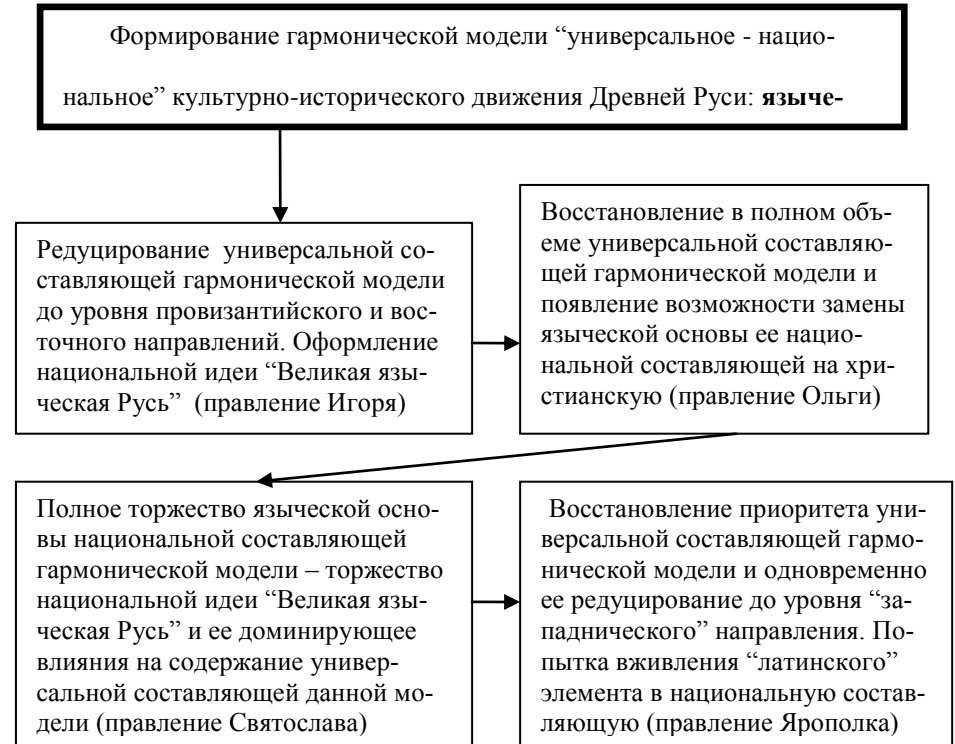 Формирование гармонической модели “универсальное - нацио-
нальное” культурно-исторического движения Древней Руси: языче-
Редуцирование универсальной со-
ставляющей гармонической модели
до уровня провизантийского и вос-
точного направлений. Оформление
национальной идеи “Великая язы-
ческая Русь” (правление Игоря)
Восстановление в полном объ-
еме универсальной составляю-
щей гармонической модели и
появление возможности замены
языческой основы ее нацио-
нальной составляющей на хри-
стианскую (правление Ольги)
Полное торжество языческой осно-
вы национальной составляющей
гармонической модели – торжество
национальной идеи “Великая язы-
ческая Русь” и ее доминирующее
влияния на содержание универ-
сальной составляющей данной мо-
дели (правление Святослава)
Восстановление приоритета уни-
версальной составляющей гармо-
нической модели и одновременно
ее редуцирование до уровня “за-
паднического” направления. По-
пытка вживления “латинского”
элемента в национальную состав-
ляющую (правление Ярополка)